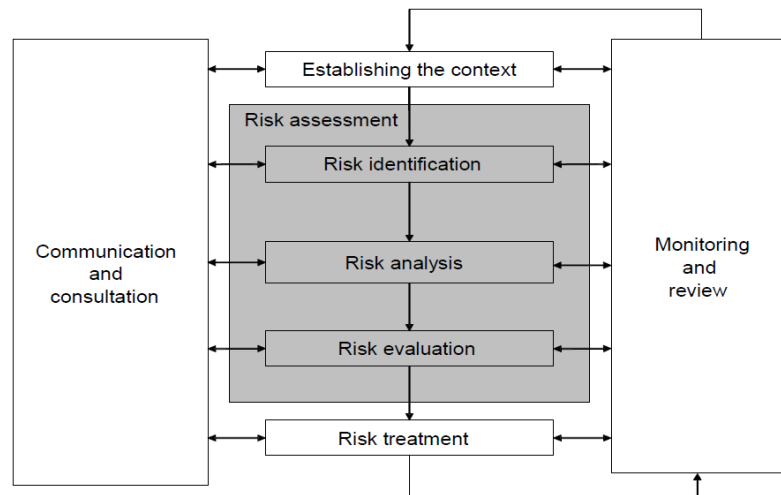 Establishing the context
Risk assessment
Risk identification
Risk analysis
Risk evaluation
Risk treatment
Communication
and
consultation
Monitoring
and
review